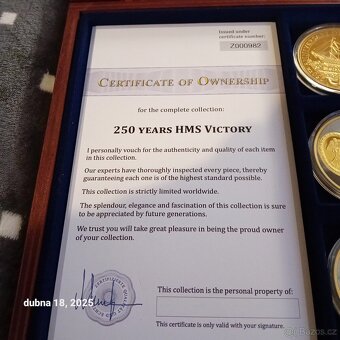 Issued under
certificate number:
Z000982
CERTIFICATE OF OWNERSHIP
for the complete collection:
250 YEARS HMS VICTORY
I personally vouch for the authenticity and quality of each item
in this collection.
Our experts have thoroughly inspected every piece, thereby
guaranteeing each one is of the highest standard possible.
This collection is strictly limited worldwide.
The splendour, elegance and fascination of this collection is sure
to be appreciated by future generations.
We trust you will take great pleasure in being the proud owner
of your collection.
This collection is the personal property of:
This certificate is only valid with your signature.
dubna 18, 2025